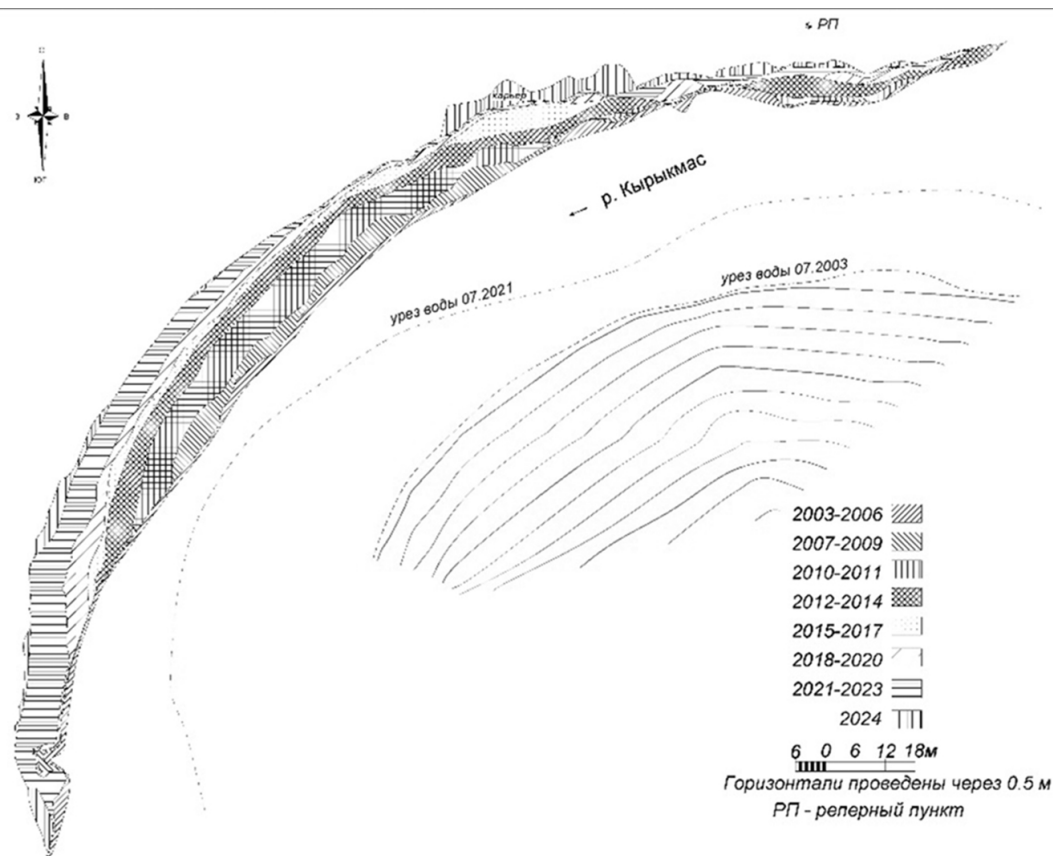 РП
карьер
В
ЮГ
р. Кырыкмас
урез воды 07.2003
урез воды 07.2021
2003-2006
2007-2009
2010-2011
2012-2014
2015-2017
2018-2020
2021-2023
2024
6 0 6 12 18м
Горизонтали проведены через 0.5 м
РП - реперный пункт